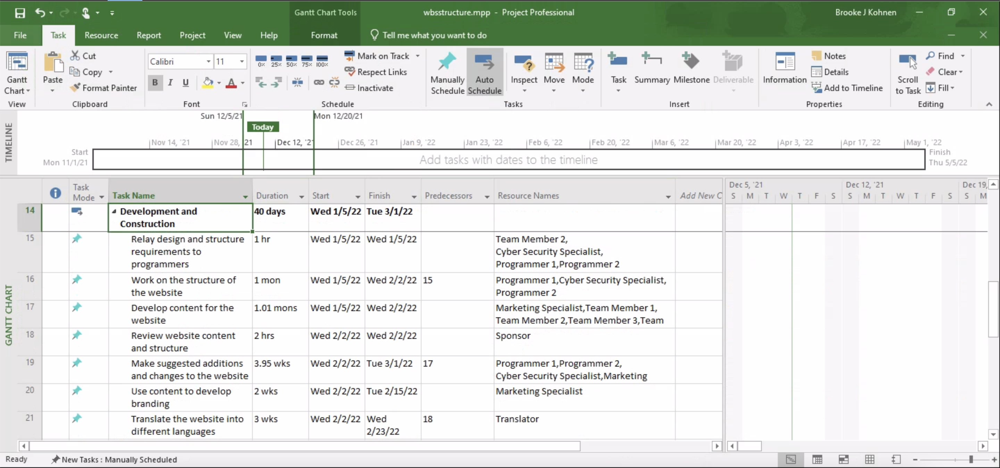 Gantt Chart Tools
wbsstructure.mpp - Project Professional
Brooke J Kohnen
File Task Resource Report Project View Help Format Tell me what you want to do
Gantt
Chart
View
Paste
Cut
Copy
Format Painter
Clipboard
Calibri 11
B I U A
Font
0% 25% 50% 75% 100%
Mark on Track
Respect Links
Inactivate
Schedule
Manually
Schedule
Auto
Schedule
Inspect
Move
Mode
Tasks
Task
Summary
Milestone
Deliverable
Insert
Information
Notes
Details
Add to Timeline
Properties
Scroll
to Task
Find
Clear
Fill
Editing
TIMELINE
Sun 12/5/21 Mon 12/20/21
Today
Nov 14, '21 Nov 28, 21 Dec 12, '21 Dec 26, '21 Jan 9, '22 Jan 23, '22 Feb 6, '22 Feb 20, '22 Mar 6, '22 Mar 20, '22 Apr 3, '22 Apr 17, '22 May 1, '22
Start
Mon 11/1/21
Add tasks with dates to the timeline
Finish
Thu 5/5/22
GANTT CHART
Task
Mode
Task Name Duration Start Finish Predecessors Resource Names Add New C
Dec 5, '21 Dec 12, '21 Dec 19,
S M T W T F S S M T W T F S S M
14 Development and 40 days Wed 1/5/22 Tue 3/1/22
Construction
15 Relay design and structure 1 hr Wed 1/5/22 Wed 1/5/22 Team Member 2,
requirements to Cyber Security Specialist,
programmers Programmer 1,Programmer 2
16 Work on the structure of 1 mon Wed 1/5/22 Wed 2/2/22 15 Programmer 1,Cyber Security Specialist,
the website Programmer 2
17 Develop content for the 1.01 mons Wed 1/5/22 Wed 2/2/22 Marketing Specialist,Team Member 1,
website Team Member 2,Team Member 3,Team
18 Review website content 2 hrs Wed 2/2/22 Wed 2/2/22 Sponsor
and structure
19 Make suggested additions 3.95 wks Wed 2/2/22 Tue 3/1/22 17 Programmer 1,Programmer 2,
and changes to the website Cyber Security Specialist,Marketing
20 Use content to develop 2 wks Wed 2/2/22 Tue 2/15/22 Marketing Specialist
branding
21 Translate the website into 3 wks Wed 2/2/22 Wed 18 Translator
different languages 2/23/22
Ready New Tasks : Manually Scheduled